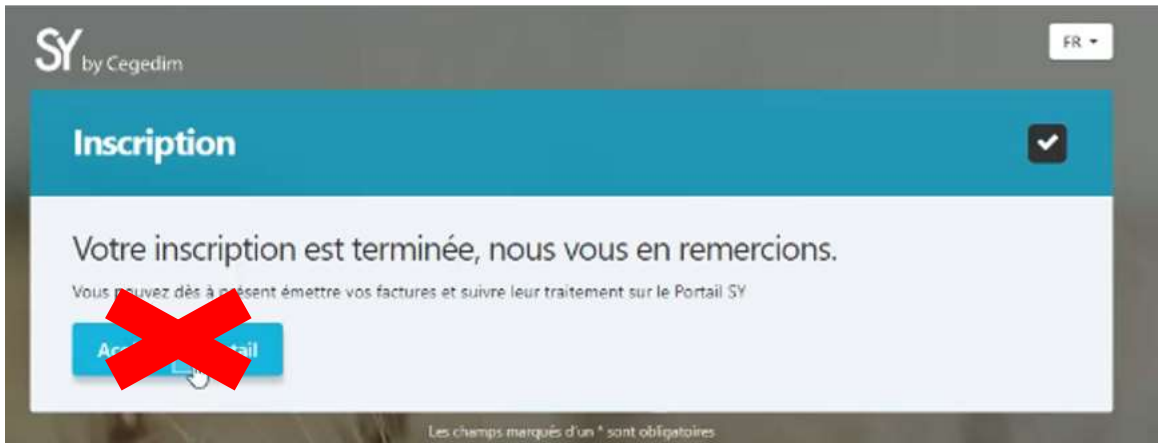 SY by Cegedim
FR
Inscription
Votre inscription est terminée, nous vous en remercions.
Vous pouvez dès à présent émettre vos factures et suivre leur traitement sur le Portail SY
Les champs marqués d'un * sont obligatoires